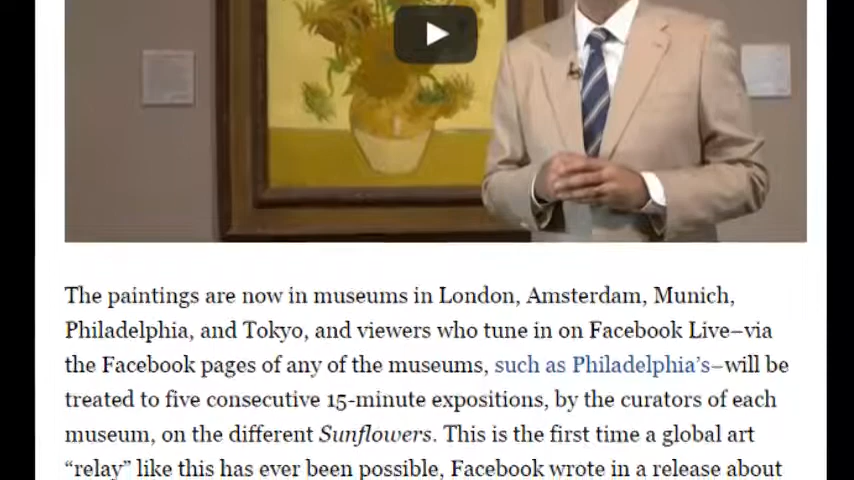 The paintings are now in museums in London, Amsterdam, Munich,
Philadelphia, and Tokyo, and viewers who tune in on Facebook Live–via
the Facebook pages of any of the museums, such as Philadelphia’s–will be
treated to five consecutive 15-minute expositions, by the curators of each
museum, on the different Sunflowers. This is the first time a global art
“relay” like this has ever been possible, Facebook wrote in a release about